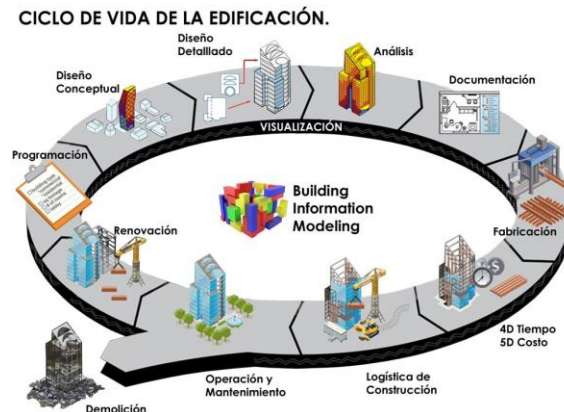 CICLO DE VIDA DE LA EDIFICACIÓN.
Diseño
Detalllado
Análisis
Diseño
Conceptual
Documentación
VISUALIZACIÓN
Programación
Building
Information
Modeling
Renovación
Fabricación
4D Tiempo
5D Costo
Logística de
Construcción
Operación y
Mantenimiento
Demolición